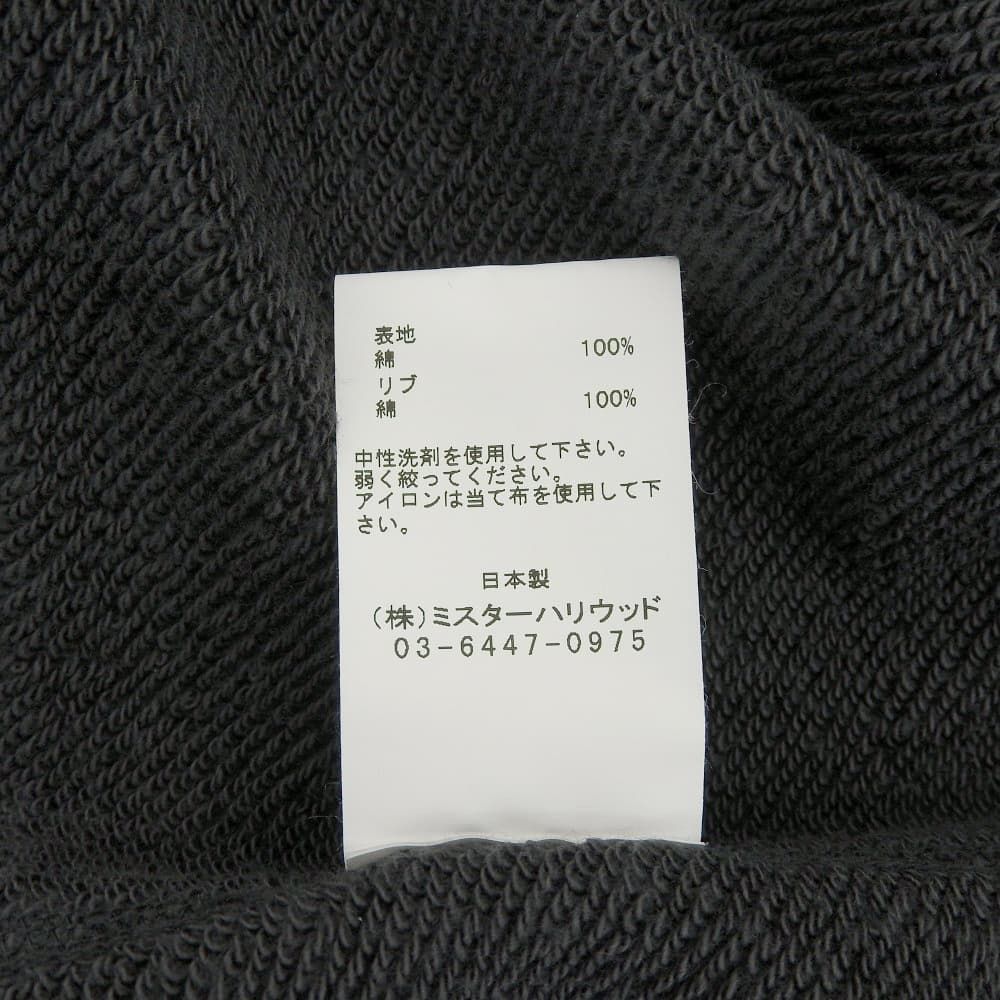 表地
綿 100%
リブ
綿 100%
中性洗剤を使用して下さい。
弱く絞ってください。
アイロンは当て布を使用して下
さい。
日本製
(株)ミスターハリウッド
03-6447-0975